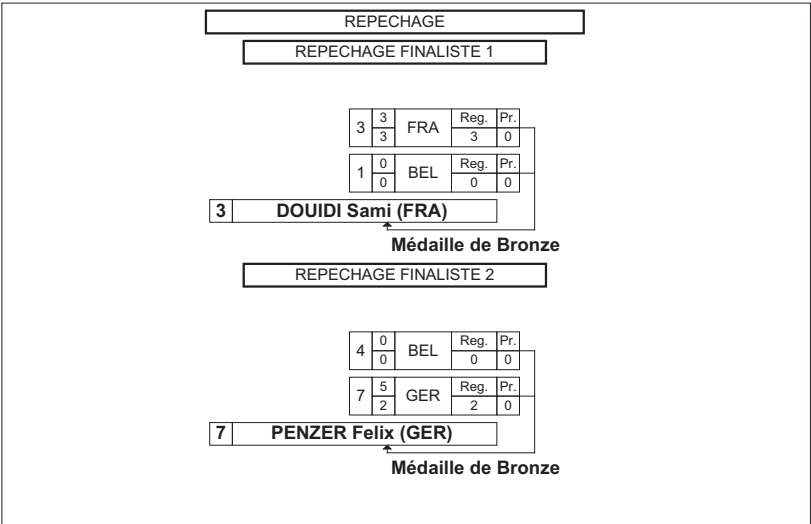 REPECHAGE
REPECHAGE FINALISTE 1
3 3 FRA Reg. Pr.
3 3 0
1 0 BEL Reg. Pr.
0 0 0
3 DOUIDI Sami (FRA)
Médaille de Bronze
REPECHAGE FINALISTE 2
4 0 BEL Reg. Pr.
0 0 0
7 5 GER Reg. Pr.
2 2 0
7 PENZER Felix (GER)
Médaille de Bronze